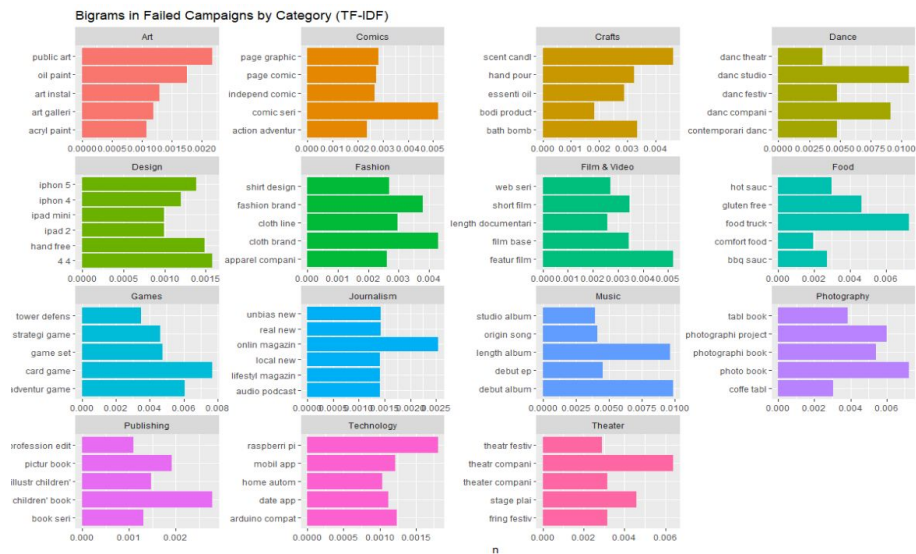 Bigrams in Failed Campaigns by Category (TF-IDF)
Art
public art
oil paint
art instal
art galleri
acryl paint
0.0000 0.0005 0.0010 0.0015 0.0020
Comics
page graphic
page comic
independ comic
comic seri
action adventur
0.000 0.001 0.002 0.003 0.004 0.005
Crafts
scent candl
hand pour
essenti oil
bodi product
bath bomb
0.000 0.001 0.002 0.003 0.004
Dance
danc theatr
danc studio
danc festiv
danc compani
contemporari danc
0.0000 0.0025 0.0050 0.0075 0.0100
Design
iphon 5
iphon 4
ipad mini
ipad 2
hand free
4 4
0.0000 0.0005 0.0010 0.0015
Fashion
shirt design
fashion brand
cloth line
cloth brand
apparel compani
0.000 0.001 0.002 0.003 0.004
Film & Video
web seri
short film
length documentari
film base
featur film
0.000 0.001 0.002 0.003 0.004 0.005
Food
hot sauc
gluten free
food truck
comfort food
bbq sauc
0.000 0.002 0.004 0.006
Games
tower defens
strategi game
game set
card game
adventur game
0.000 0.002 0.004 0.006 0.008
Journalism
unbias new
real new
onlin magazin
local new
lifestyl magazin
audio podcast
0.0000 0.0005 0.0010 0.0015 0.0020 0.0025
Music
studio album
origin song
length album
debut ep
debut album
0.0000 0.0025 0.0050 0.0075 0.0100
Photography
tabl book
photographi project
photographi book
photo book
coffe tabl
0.000 0.002 0.004 0.006
Publishing
profession edit
pictur book
illustr children'
children' book
book seri
0.000 0.001 0.002
Technology
raspberri pi
mobil app
home autom
date app
arduino compat
0.0000 0.0005 0.0010 0.0015
Theater
theatr festiv
theatr compani
theater compani
stage plai
fring festiv
0.000 0.002 0.004 0.006
n